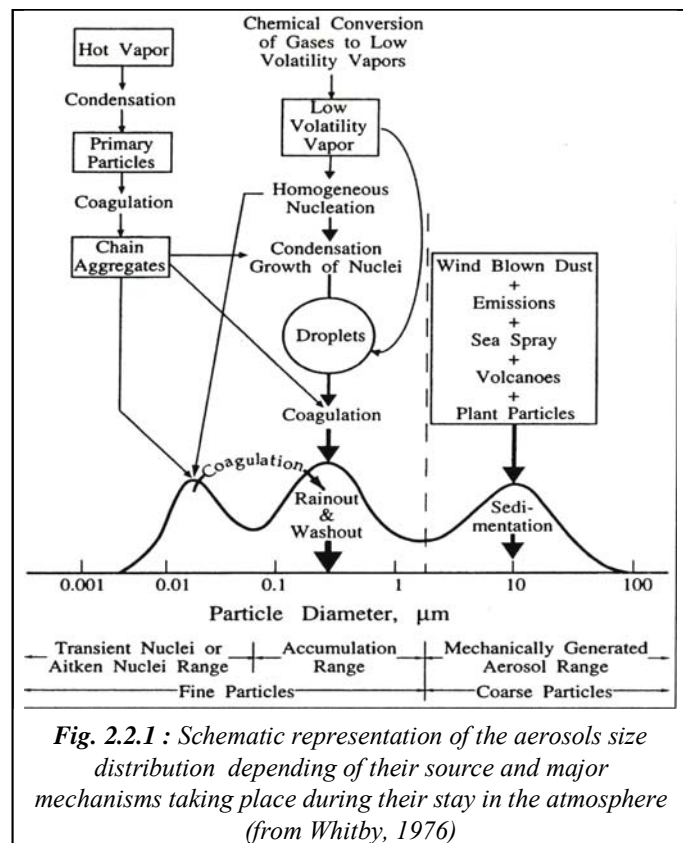 Hot Vapor
Condensation
Primary
Particles
Coagulation
Chain
Aggregates
Chemical Conversion
of Gases to Low
Volatility Vapors
Low
Volatility
Vapor
Homogeneous
Nucleation
Condensation
Growth of Nuclei
Droplets
Coagulation
Wind Blown Dust
+
Emissions
+
Sea Spray
+
Volcanoes
+
Plant Particles
Coagulation
Rainout
&
Washout
Sedi-
mentation
0.001 0.01 0.1 1 10 100
Particle Diameter, µm
Transient Nuclei or
Aitken Nuclei Range
Accumulation
Range
Mechanically Generated
Aerosol Range
Fine Particles
Coarse Particles
Fig. 2.2.1 : Schematic representation of the aerosols size
distribution depending of their source and major
mechanisms taking place during their stay in the atmosphere
(from Whitby, 1976)